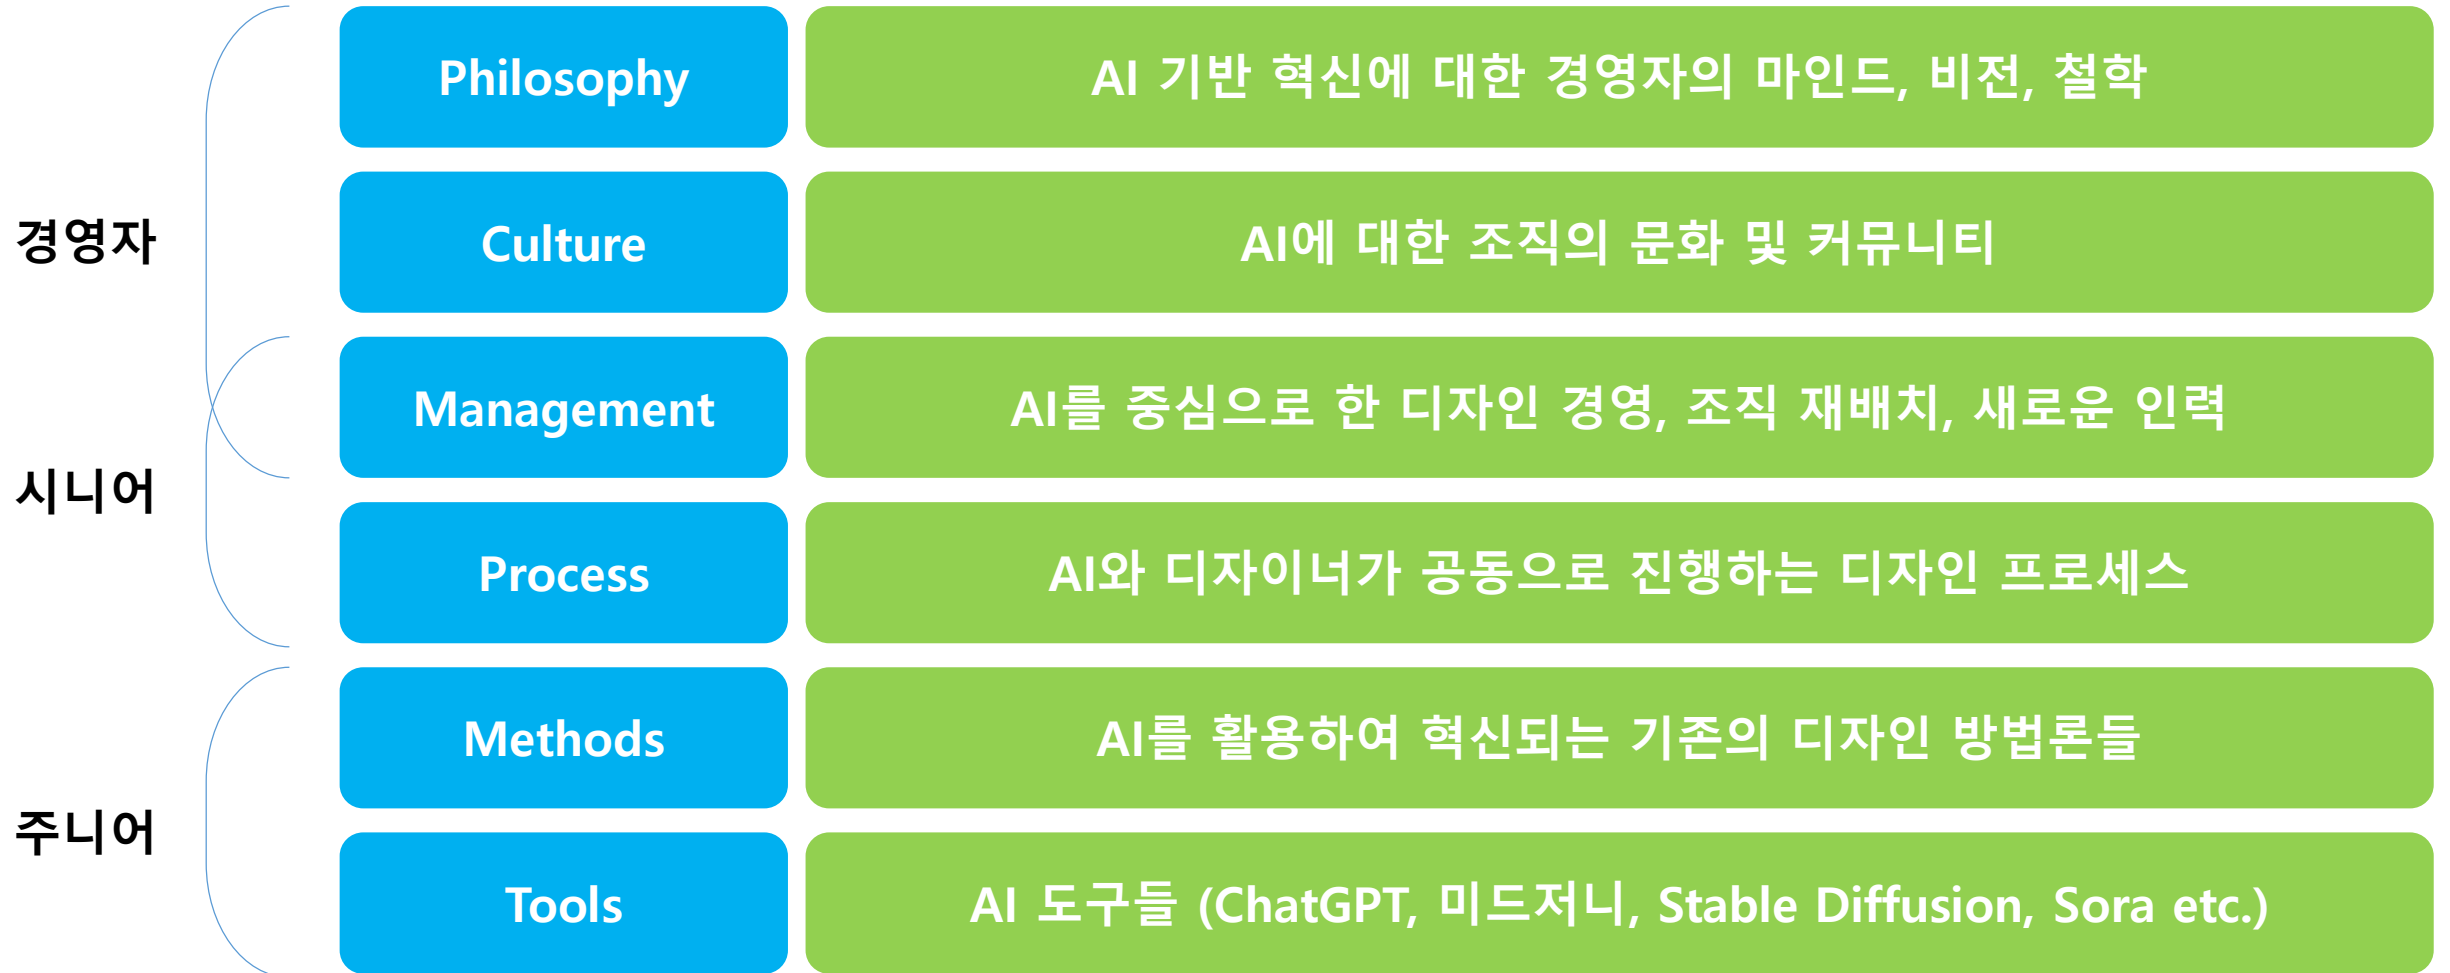 경영자
시니어
주니어
Philosophy
AI 기반 혁신에 대한 경영자의 마인드, 비전, 철학
Culture
AI에 대한 조직의 문화 및 커뮤니티
Management
AI를 중심으로 한 디자인 경영, 조직 재배치, 새로운 인력
Process
AI와 디자이너가 공동으로 진행하는 디자인 프로세스
Methods
AI를 활용하여 혁신되는 기존의 디자인 방법론들
Tools
AI 도구들 (ChatGPT, 미드저니, Stable Diffusion, Sora etc.)